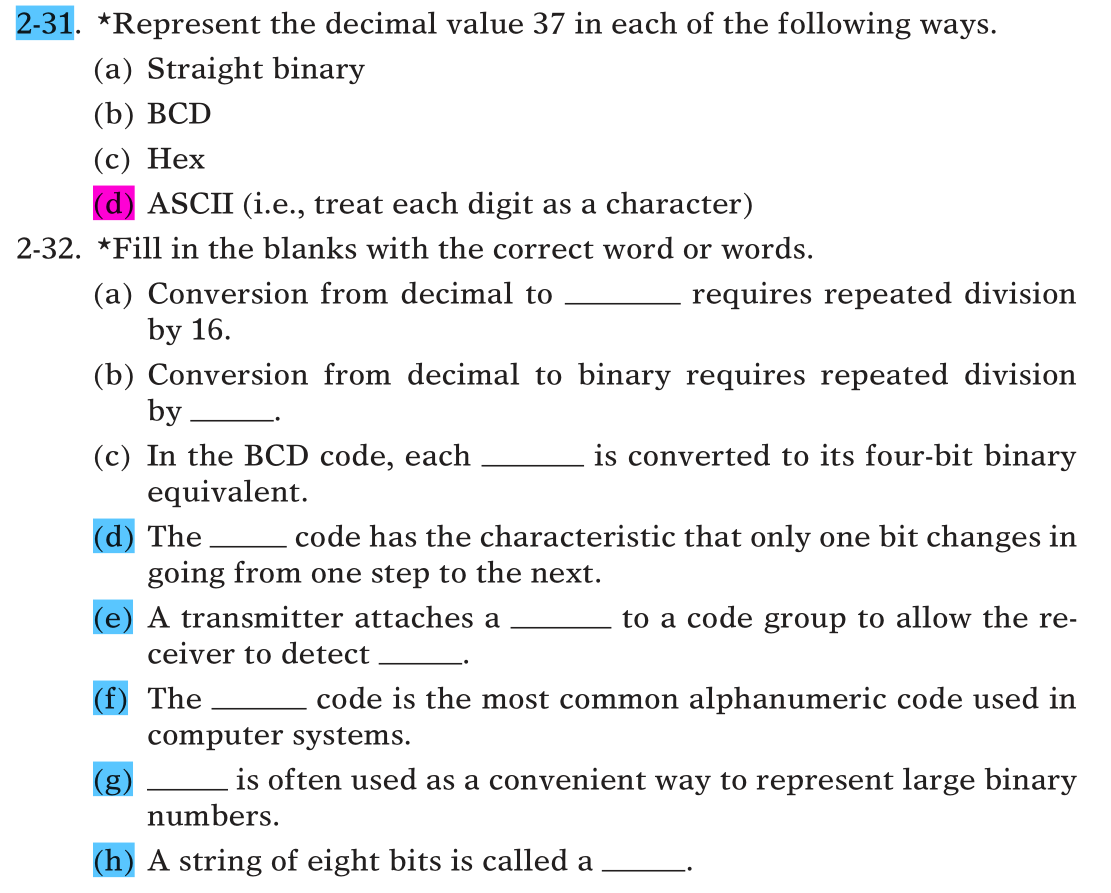 2-31. *Represent the decimal value 37 in each of the following ways.
(a) Straight binary
(b) BCD
(c) Hex
(d) ASCII (i.e., treat each digit as a character)
2-32. *Fill in the blanks with the correct word or words.
(a) Conversion from decimal to ________ requires repeated division
by 16.
(b) Conversion from decimal to binary requires repeated division
by ______.
(c) In the BCD code, each _______ is converted to its four-bit binary
equivalent.
(d) The _____ code has the characteristic that only one bit changes in
going from one step to the next.
(e) A transmitter attaches a _______ to a code group to allow the re-
ceiver to detect ______.
(f) The _______ code is the most common alphanumeric code used in
computer systems.
(g) ______ is often used as a convenient way to represent large binary
numbers.
(h) A string of eight bits is called a ______.